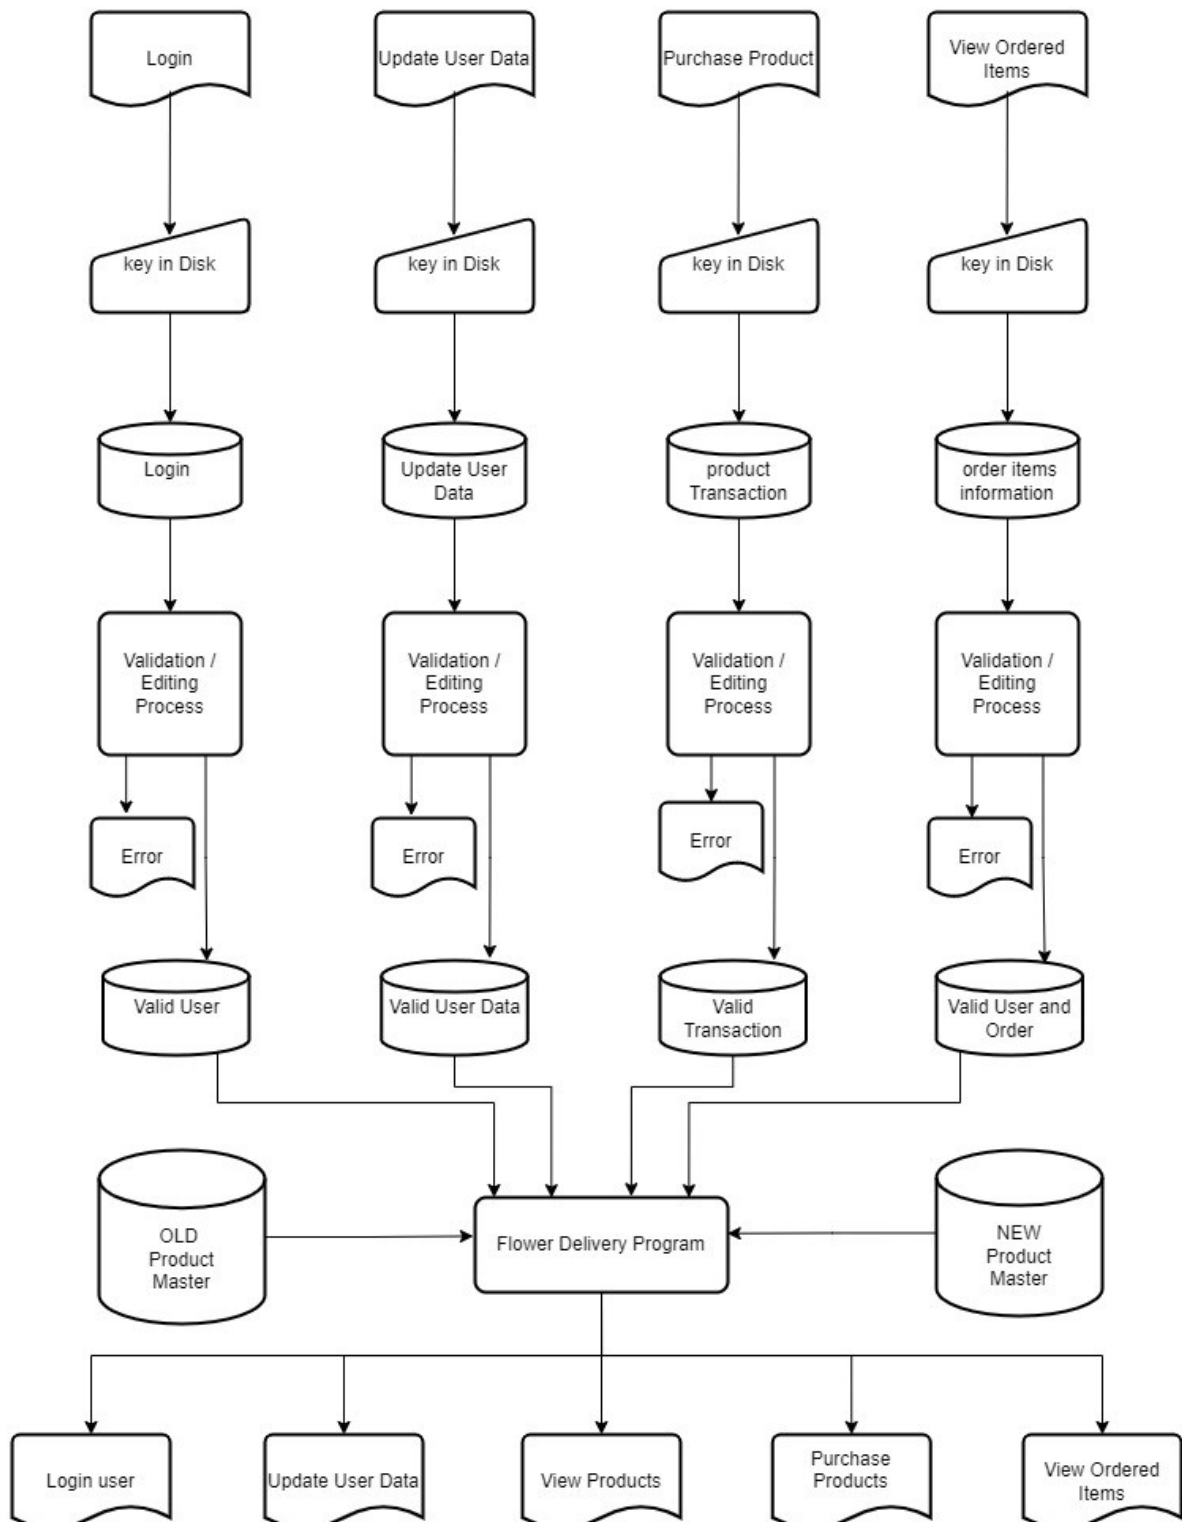 Login
Update User Data
Purchase Product
View Ordered
Items
key in Disk
key in Disk
key in Disk
key in Disk
Login
Update User
Data
product
Transaction
order items
information
Validation /
Editing
Process
Validation /
Editing
Process
Validation /
Editing
Process
Validation /
Editing
Process
Error
Error
Error
Error
Valid User
Valid User Data
Valid
Transaction
Valid User and
Order
OLD
Product
Master
Flower Delivery Program
NEW
Product
Master
Login user
Update User Data
View Products
Purchase
Products
View Ordered
Items